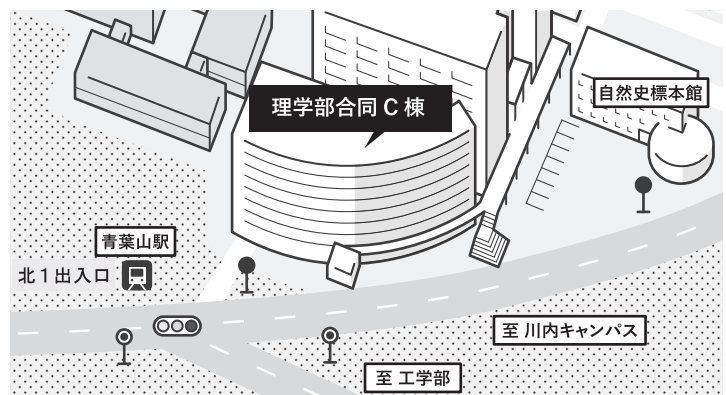 理学部合同C棟
自然史標本館
青葉山駅
北1出入口
至 川内キャンパス
至 工学部